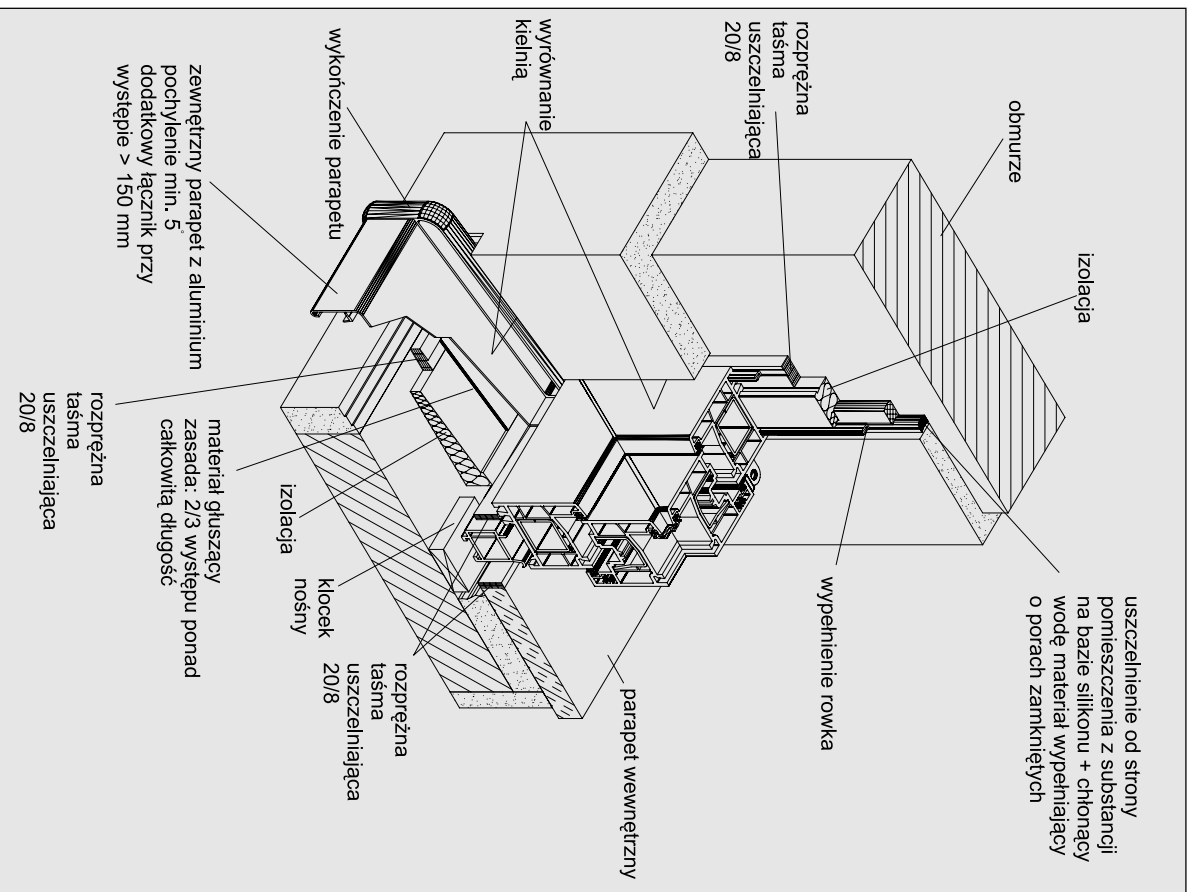 uszczelnienie od strony
pomieszczenia z substancji
na bazie silikonu + chłonący
wodę materiał wypełniający
o porach zamkniętych
izolacja
obmurze
rozprężna
taśma
uszczelniająca
20/8
wyrównanie
kielnią
wykończenie parapetu
zewnętrzny parapet z aluminium
pochylenie min. 5°
dodatkowy łącznik przy
występie > 150 mm
wypełnienie rowka
parapet wewnętrzny
rozprężna
taśma
uszczelniająca
20/8
klocek
nośny
izolacja
materiał głuszący
zasada: 2/3 występu ponad
całkowitą długość
rozprężna
taśma
uszczelniająca
20/8